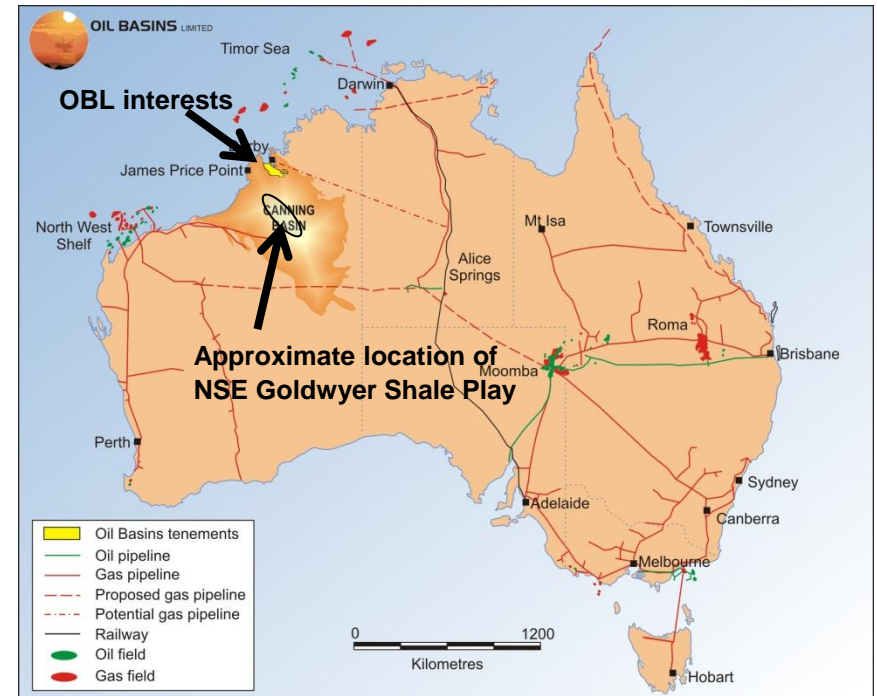 OIL BASINS LIMITED
Timor Sea
Darwin
OBL interests
James Price Point
CANNING
BASIN
North West
Shelf
Mt Isa
Townsville
Alice
Springs
Roma
Approximate location of
NSE Goldwyer Shale Play
Moomba
Brisbane
Perth
Sydney
Adelaide
Canberra
Melbourne
Hobart
Oil Basins tenements
Oil pipeline
Gas pipeline
Proposed gas pipeline
Potential gas pipeline
Railway
Oil field
Gas field
0 1200
Kilometres